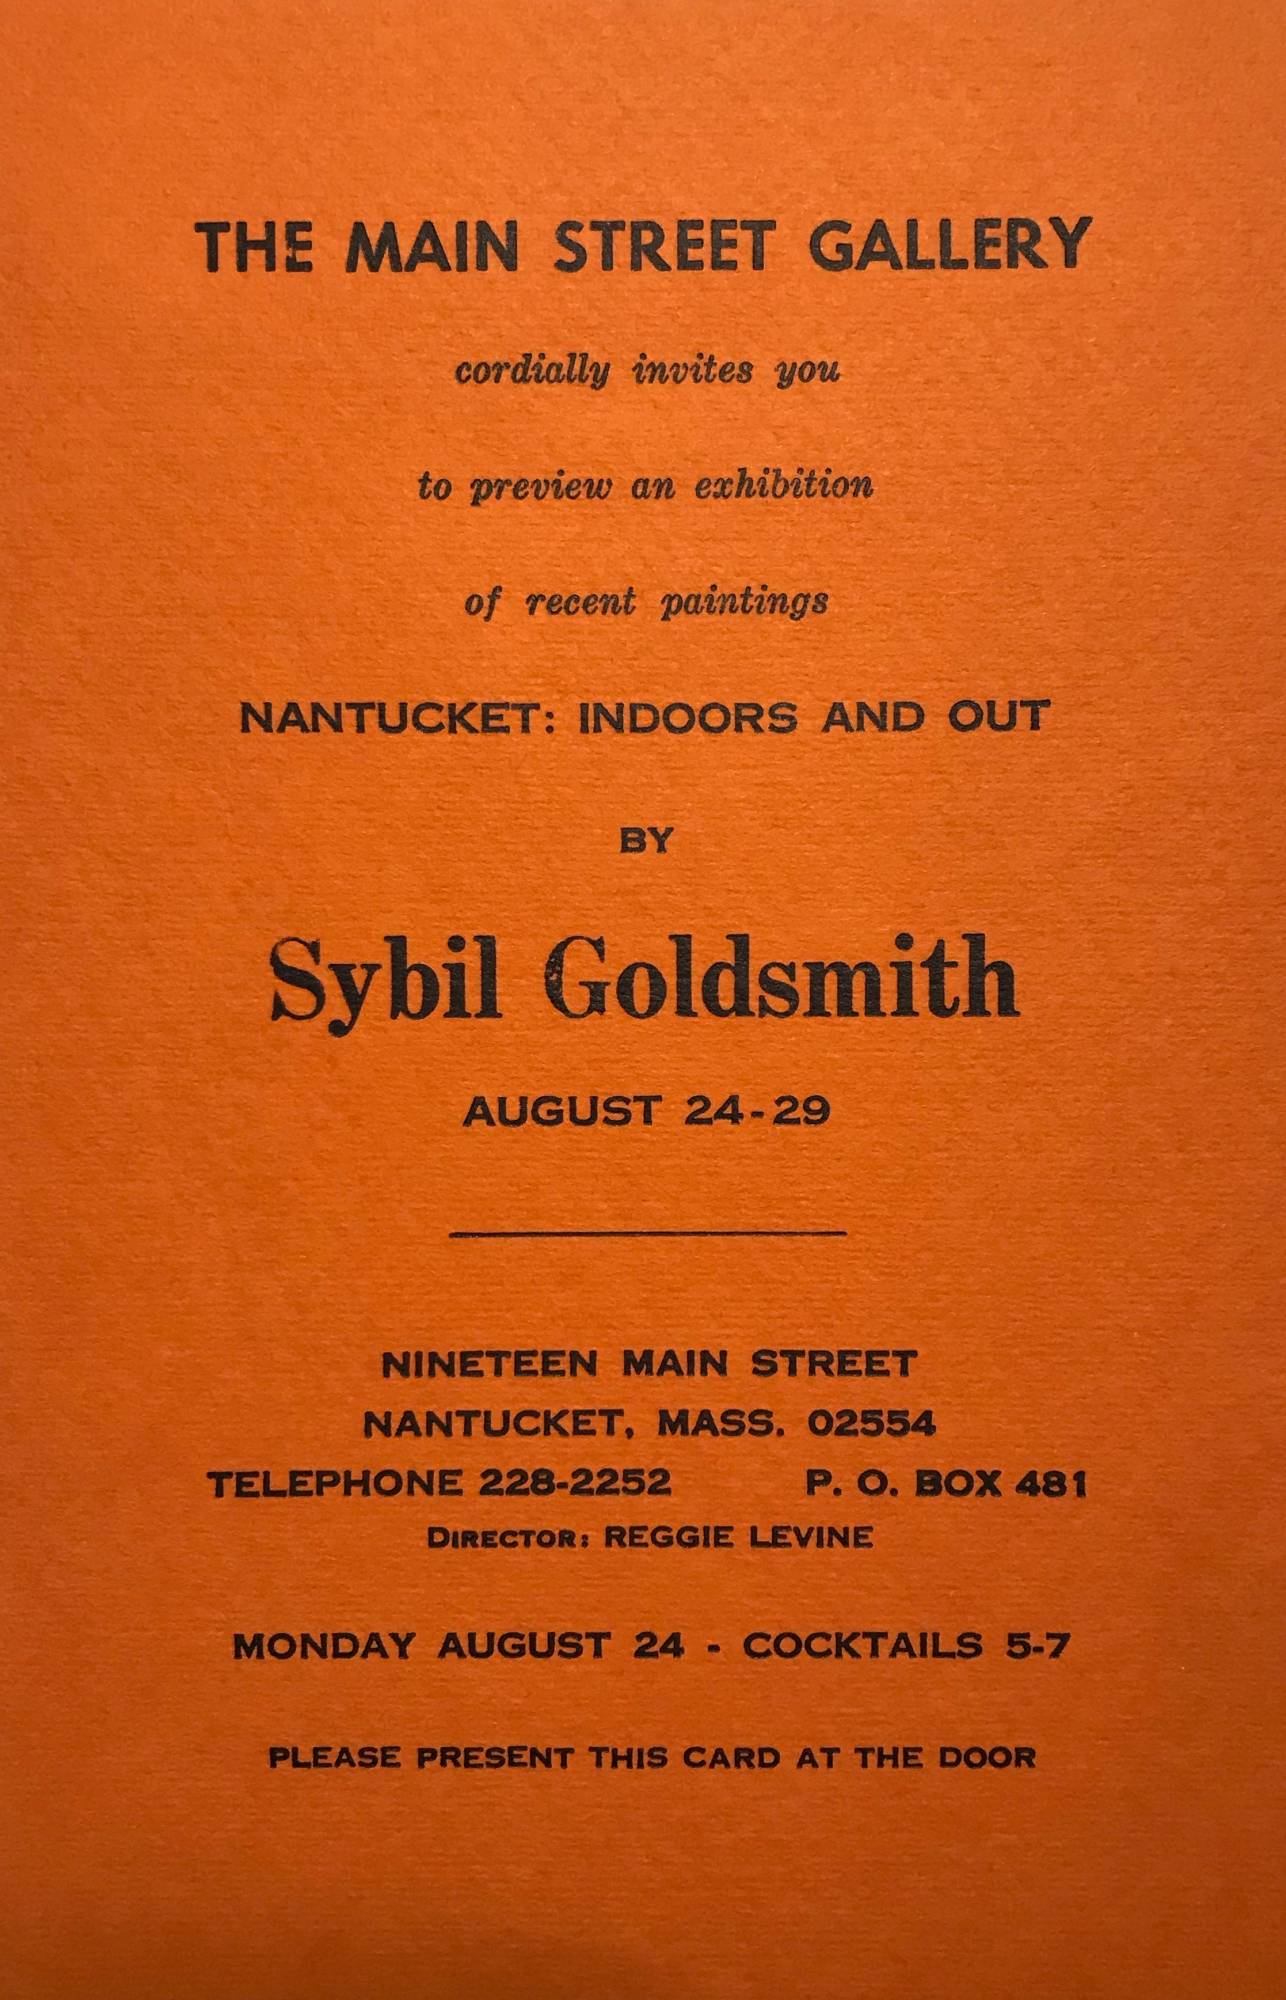 THE MAIN STREET GALLERY
cordially invites you
to preview an exhibition
of recent paintings
NANTUCKET: INDOORS AND OUT
BY
Sybil Goldsmith
AUGUST 24-29
NINETEEN MAIN STREET
NANTUCKET, MASS. 02554
TELEPHONE 228-2252 P. O. BOX 481
DIRECTOR: REGGIE LEVINE
MONDAY AUGUST 24 - COCKTAILS 5-7
PLEASE PRESENT THIS CARD AT THE DOOR